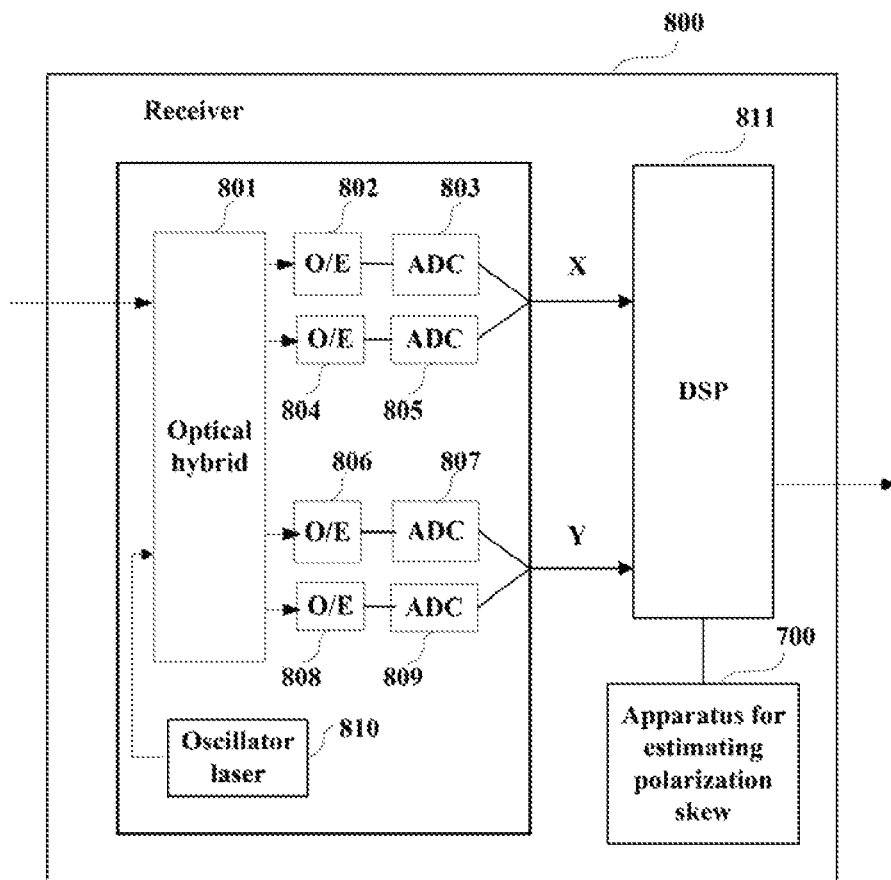 800
Receiver
811
801
802
803
O/E
ADC
X
O/E
ADC
804
805
DSP
Optical
hybrid
806
807
O/E
ADC
Y
O/E
ADC
808
809
700
Oscillator
laser
810
Apparatus for
estimating
polarization
skew